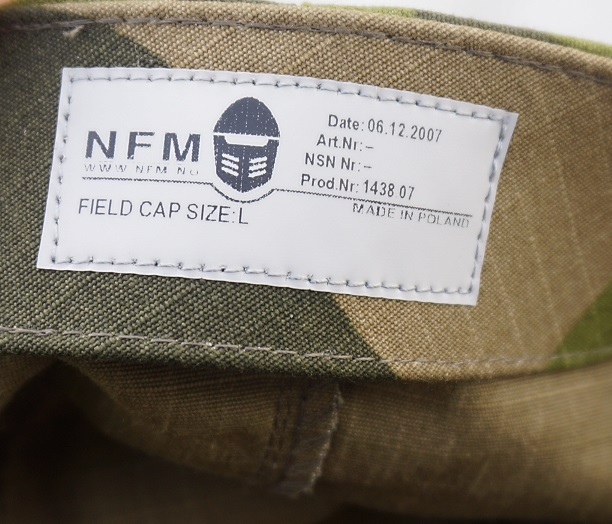 NFM
WWW.NFM.NO
FIELD CAP SIZE:L
Date: 06.12.2007
Art.Nr:–
NSN Nr:–
Prod.Nr: 1438 07
MADE IN POLAND